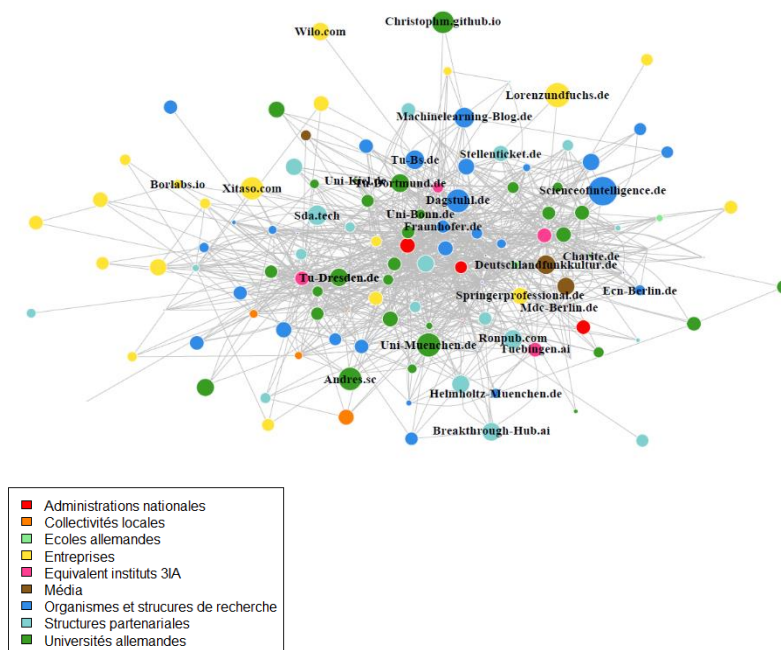 Christophm.github.io
Wilo.com
Lorenzundfuchs.de
Machinelearning-Blog.de
Tu-Bs.de
Stellenticket.de
Borlabs.io
Xitaso.com
Uni-Kiel.de
Tu-Dortmund.de
Scienceofintelligence.de
Dagstuhl.de
Sda.tech
Uni-Bonn.de
Fraunhofer.de
Charite.de
Deutschlandfunkkultur.de
Tu-Dresden.de
Springerprofessional.de
Ecn-Berlin.de
Mdc-Berlin.de
Ronpub.com
Uni-Muenchen.de
Tuebingen.ai
Andres.sc
Helmholtz-Muenchen.de
Breakthrough-Hub.ai
Administrations nationales
Collectivités locales
Ecoles allemandes
Entreprises
Equivalent instituts 3IA
Média
Organismes et strucures de recherche
Structures partenariales
Universités allemandes